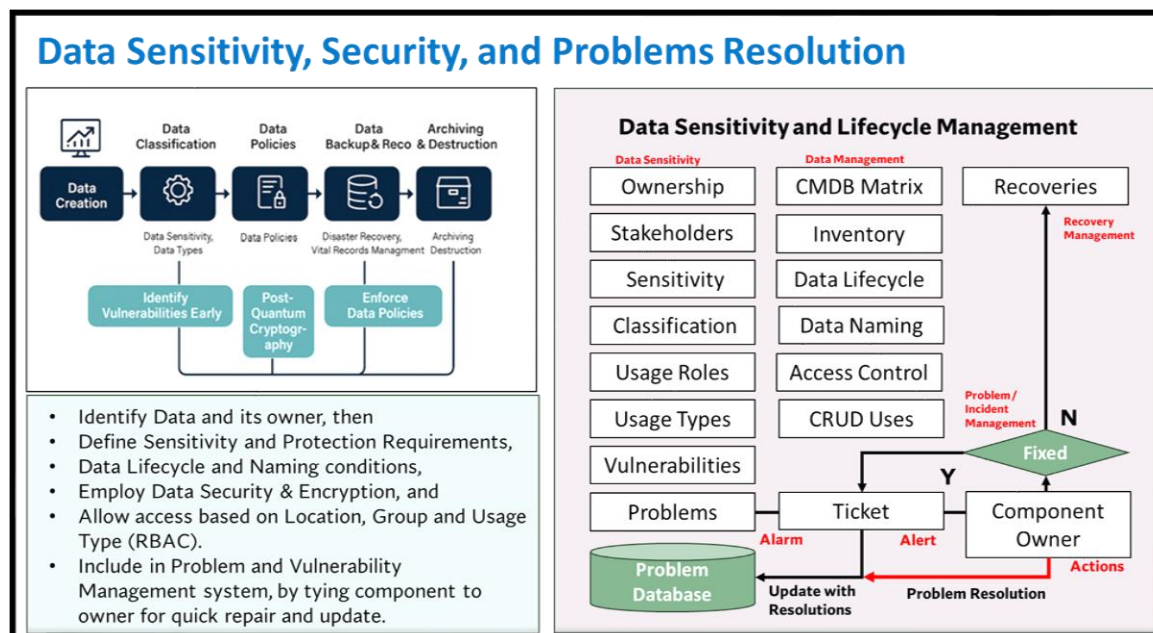 Data Sensitivity, Security, and Problems Resolution
Data
Classification
Data
Policies
Data
Backup & Reco
Archiving
& Destruction
Data
Creation
Data Sensitivity,
Data Types
Data Policies
Disaster Recovery,
Vital Records Managment
Archiving
Destruction
Identify
Vulnerabilities Early
Post-
Quantum
Cryptogr-
aphy
Enforce
Data Policies
• Identify Data and its owner, then
• Define Sensitivity and Protection Requirements,
• Data Lifecycle and Naming conditions,
• Employ Data Security & Encryption, and
• Allow access based on Location, Group and Usage
Type (RBAC).
• Include in Problem and Vulnerability
Management system, by tying component to
owner for quick repair and update.
Data Sensitivity and Lifecycle Management
Data Sensitivity
Ownership
Stakeholders
Sensitivity
Classification
Usage Roles
Usage Types
Vulnerabilities
Problems
Data Management
CMDB Matrix
Inventory
Data Lifecycle
Data Naming
Access Control
CRUD Uses
Recoveries
Recovery
Management
Problem/
Incident
Management
N
Fixed
Y
Ticket
Component
Owner
Alarm
Alert
Actions
Problem
Database
Update with
Resolutions
Problem Resolution